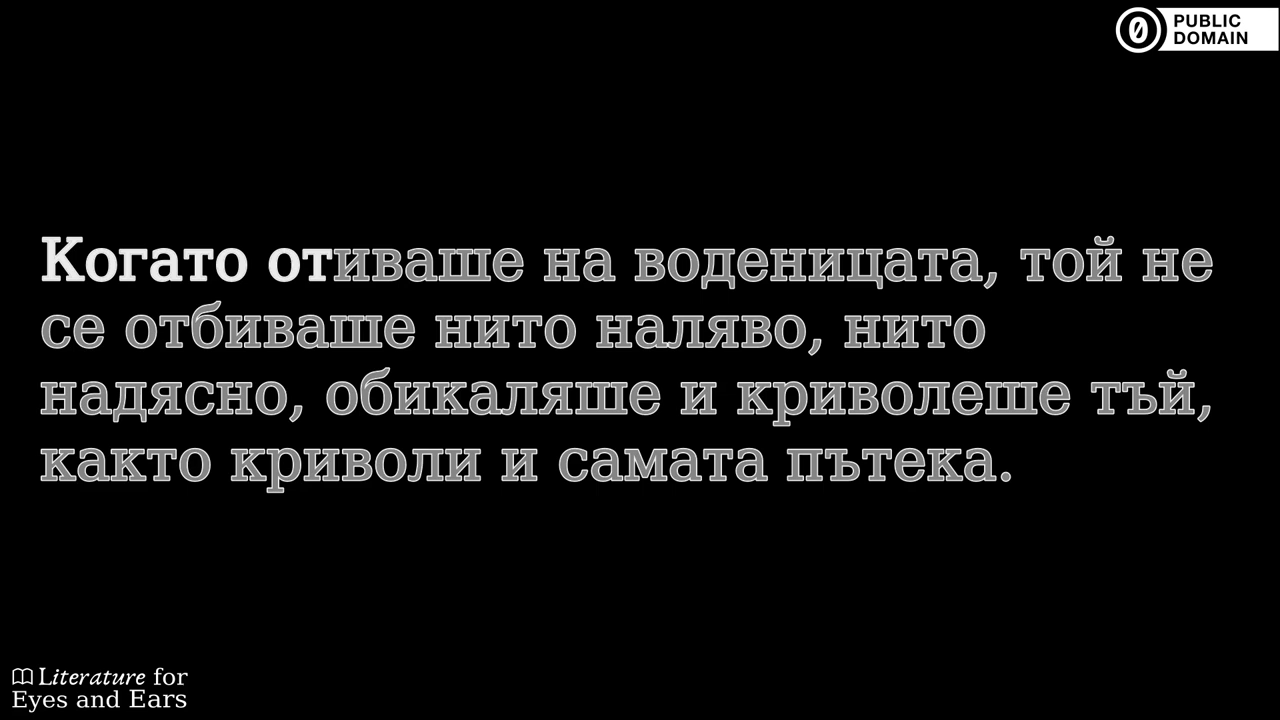 PUBLIC
DOMAIN
Когато отиваше на воденицата, той не
се отбиваше нито наляво, нито
надясно, обикаляше и криволеше тъй,
както криволи и самата пътека.
Literature for
Eyes and Ears